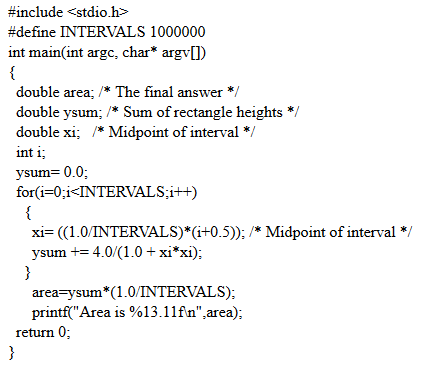 #include <stdio.h>
#define INTERVALS 1000000
int main(int argc, char* argv[])
{
double area; /* The final answer */
double ysum; /* Sum of rectangle heights */
double xi; /* Midpoint of interval */
int i;
ysum= 0.0;
for(i=0;i<INTERVALS;i++)
{
xi= ((1.0/INTERVALS)*(i+0.5)); /* Midpoint of interval */
ysum += 4.0/(1.0 + xi*xi);
}
area=ysum*(1.0/INTERVALS);
printf("Area is %13.11f\n",area);
return 0;
}